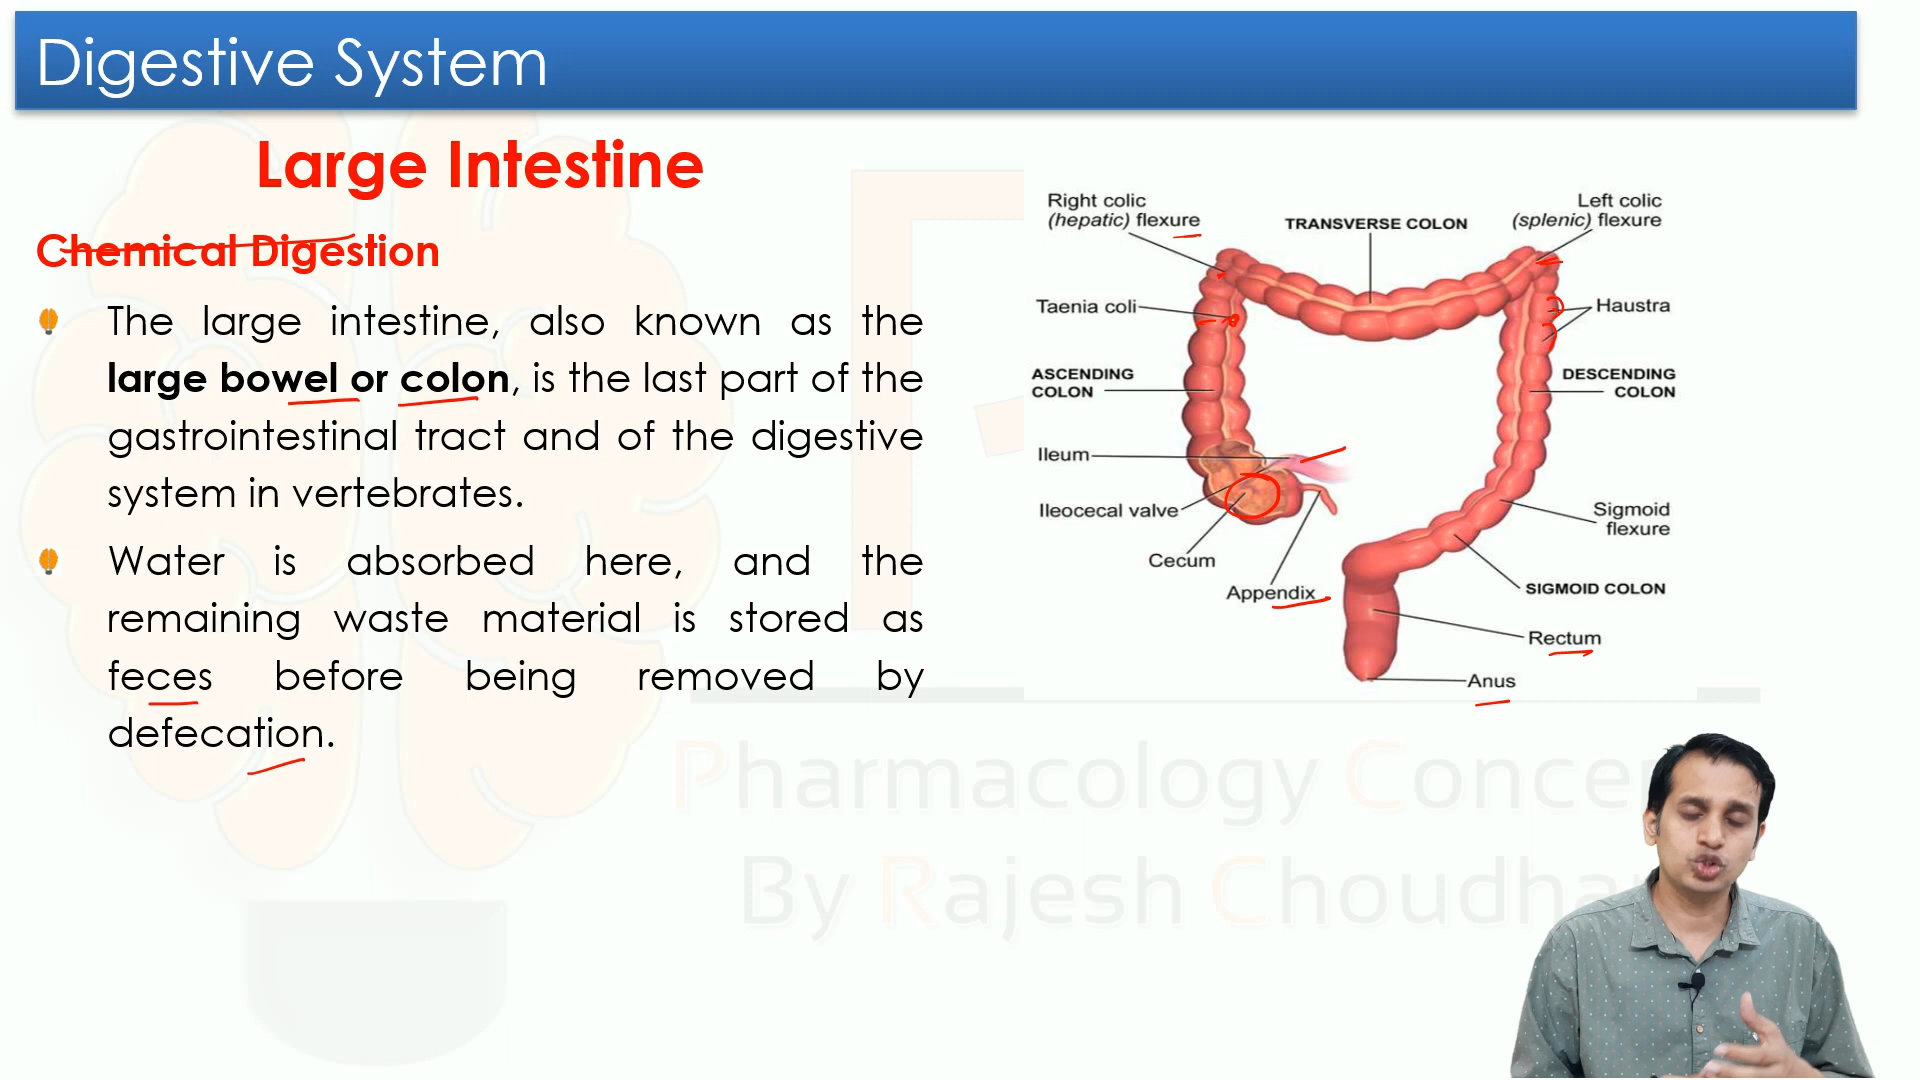 Digestive System
Large Intestine
Chemical Digestion
The large intestine, also known as the
large bowel or colon, is the last part of the
gastrointestinal tract and of the digestive
system in vertebrates.
Water is absorbed here, and the
remaining waste material is stored as
feces before being removed by
defecation.
Right colic
(hepatic) flexure
TRANSVERSE COLON
Left colic
(splenic) flexure
Taenia coli
Haustra
ASCENDING
COLON
DESCENDING
COLON
Ileum
Ileocecal valve
Sigmoid
flexure
Cecum
Appendix
SIGMOID COLON
Rectum
Anus
Pharmacology
By Rajesh